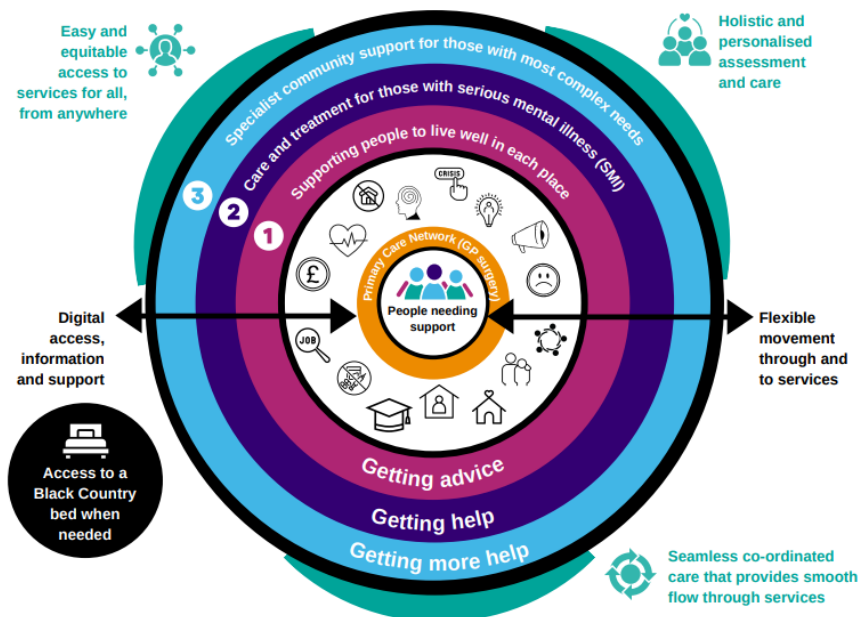 Easy and
equitable
access to
services for all,
from anywhere
Holistic and
personalised
assessment
and care
Specialist community support for those with most complex needs
Care and treatment for those with serious mental illness (SMI)
Supporting people to live well in each place
3
2
1
CRISIS
£
Primary Care Network (GP surgery)
People needing
support
Digital
access,
information
and support
Flexible
movement
through and
to services
JOB
Access to a
Black Country
bed when
needed
Getting advice
Getting help
Getting more help
Seamless co-ordinated
care that provides smooth
flow through services